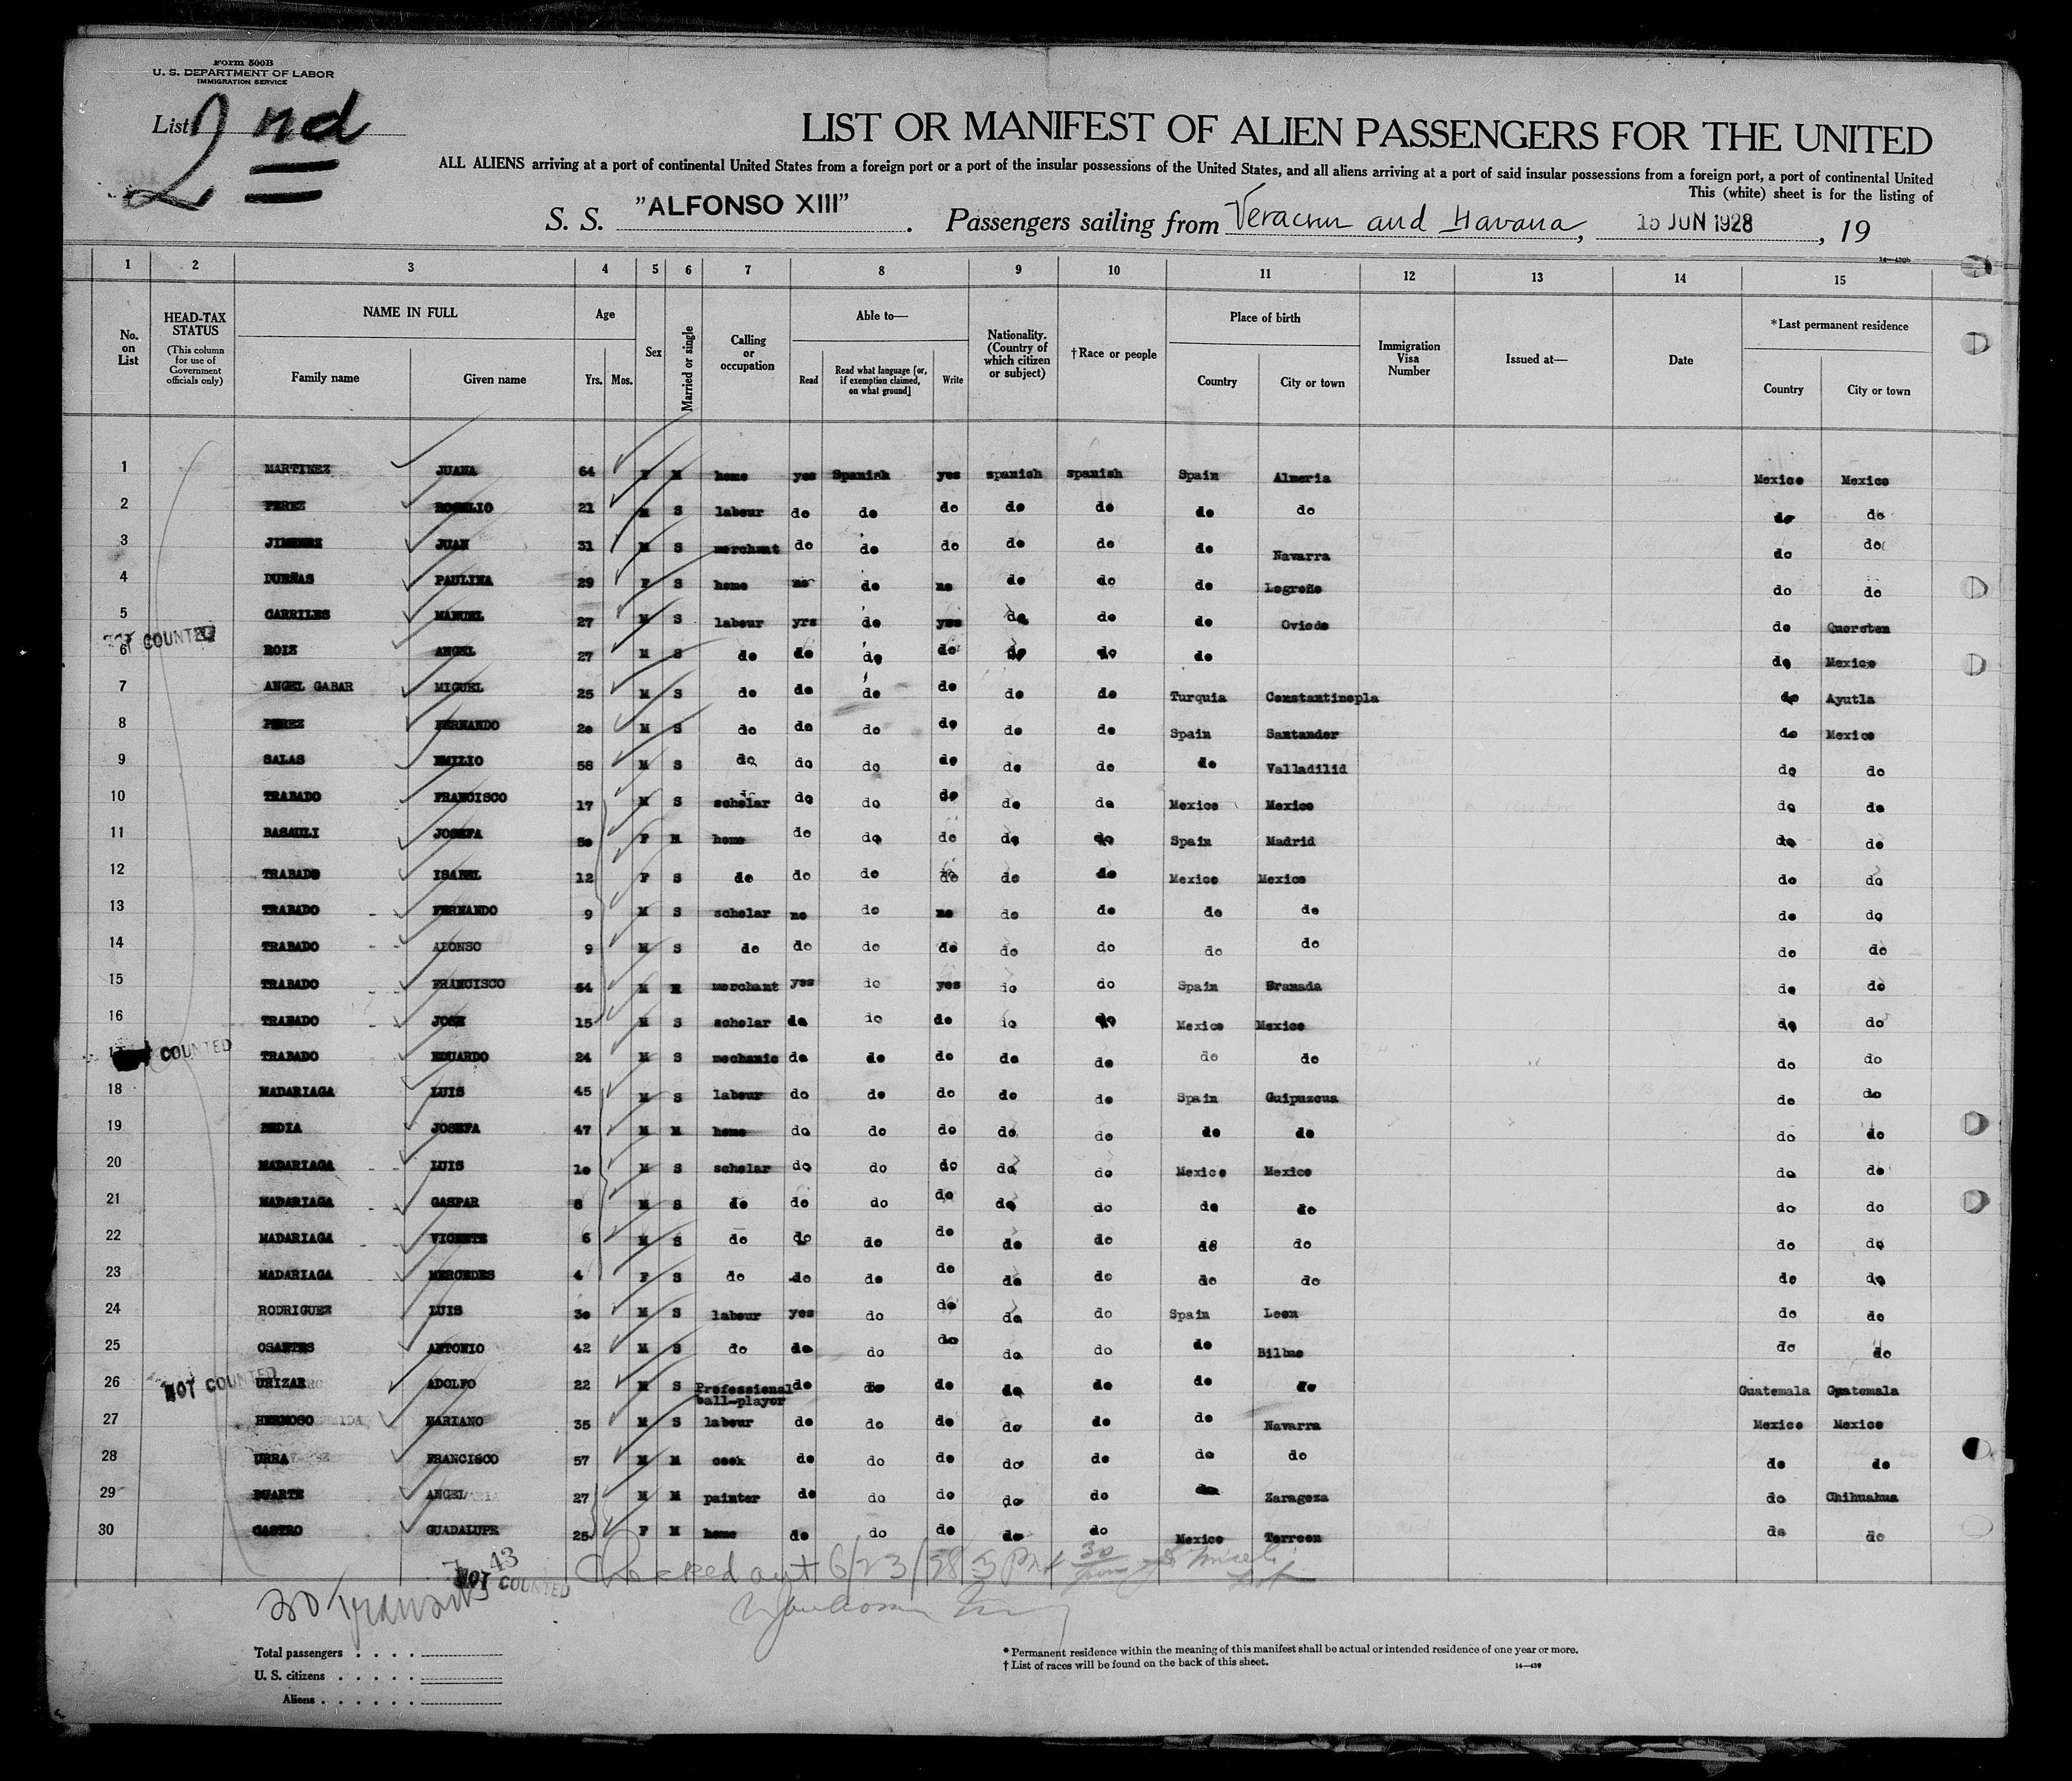 Form 500B
U. S. DEPARTMENT OF LABOR
IMMIGRATION SERVICE
List 2nd
LIST OR MANIFEST OF ALIEN PASSENGERS FOR THE UNITED
ALL ALIENS arriving at a port of continental United States from a foreign port or a port of the insular possessions of the United States, and all aliens arriving at a port of said insular possessions from a foreign port, a port of continental United
This (white) sheet is for the listing of
S. S. "ALFONSO XIII". Passengers sailing from Veracruz and Havana, 15 JUN 1928, 19
14—430b
1 2 3 4 5 6 7 8 9 10 11 12 13 14 15
No. on List HEAD-TAX STATUS (This column for use of Government officials only) NAME IN FULL Family name Given name Age Yrs. Mos. Sex Married or single Calling or occupation Able to— Read Read what language [or, if exemption claimed, on what ground] Write Nationality. (Country of which citizen or subject) †Race or people Place of birth Country City or town Immigration Visa Number Issued at— Date *Last permanent residence Country City or town
1 MARTINEZ JUANA 64 F M home yes Spanish yes spanish spanish Spain Almeria Mexico Mexico
2 PEREZ ROGELIO 21 M S labour do do do do do do do do do
3 JIMENEZ JUAN 31 M S merchant do do do do do do Navarra do do
4 DUEÑAS PAULINA 29 F S home no do no do do do Logroño do do
5 CARRILES MANUEL 27 M S labour yrs do yes do do do Oviedo do
NOT COUNTED
6 ROIZ ANGEL 27 M S do do do do do do do do Mexico
7 ANGEL GABAR MIGUEL 25 M S do do do do do do Turquia Constantinopla do Ayutla
8 PEREZ FERNANDO 2o M S do do do do do do Spain Santander do Mexico
9 SALAS EMILIO 58 M S do do do do do do do Valladilid do do
10 TRABADO FRANCISCO 17 M S scholar do do do do do Mexico Mexico do do
11 BASAULI JOSEFA 5o F M home do do do do do Spain Madrid do do
12 TRABADO ISABEL 12 F S do do do do do do Mexico Mexico do do
13 TRABADO FERNANDO 9 M S scholar no do no do do do do do do
14 TRABADO ALONSO 9 M S do do do do do do do do do do
15 TRABADO FRANCISCO 54 M M merchant yes do yes do do Spain Granada do do
16 TRABADO JOSE 15 M S scholar do do do do do Mexico Mexico do do
17 COUNTED TRABADO EDUARDO 24 M S mechanic do do do do do do do do do
18 MADARIAGA LUIS 45 M S labour do do do do do Spain Guipuzcua do do
19 BEDIA JOSEFA 47 M M home do do do do do do do do do
20 MADARIAGA LUIS 1o M S scholar do do do do do Mexico Mexico do do
21 MADARIAGA GASPAR 8 M S do do do do do do do do do do
22 MADARIAGA VICENTE 6 M S do do do do do do do do do do
23 MADARIAGA MERCEDES 4 F S do do do do do do do do do do
24 RODRIGUEZ LUIS 3o M S labour yes do do do do Spain Leon do do
25 OSANTES ANTONIO 42 M S do do do do do do do Bilbao do do
26 NOT COUNTED URIZAR ADOLFO 22 M S Professional ball-player do do do do do do do Guatemala Guatemala
27 HERMOSO MARIANO 35 M S labour do do do do do do Navarra Mexico Mexico
28 URRA FRANCISCO 57 M M cook do do do do do do do do do
29 DUARTE ANGEL 27 M M painter do do do do do do Zaragoza do Chihuahua
30 CASTRO GUADALUPE 25 F M home do do do do do Mexico Torreon do do
43
NOT COUNTED
Checked out 6/23/28 5 PM 30
30 Transits
Total passengers
U. S. citizens
Aliens
* Permanent residence within the meaning of this manifest shall be actual or intended residence of one year or more.
† List of races will be found on the back of this sheet.
14—430